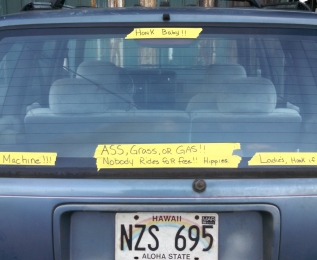 Honk Baby!!
Machine!!!
ASS, Grass, OR GAS!!
Nobody Rides FOR Free!! Hippies
Ladies, Honk if
HAWAII
NZS 695
ALOHA STATE